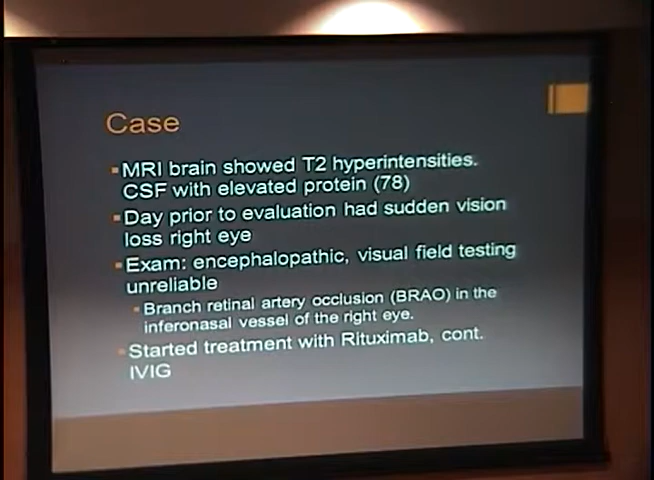 Case
▪MRI brain showed T2 hyperintensities.
CSF with elevated protein (78)
▪Day prior to evaluation had sudden vision
loss right eye
▪Exam: encephalopathic, visual field testing
unreliable
▪Branch retinal artery occlusion (BRAO) in the
inferonasal vessel of the right eye.
▪Started treatment with Rituximab, cont.
IVIG